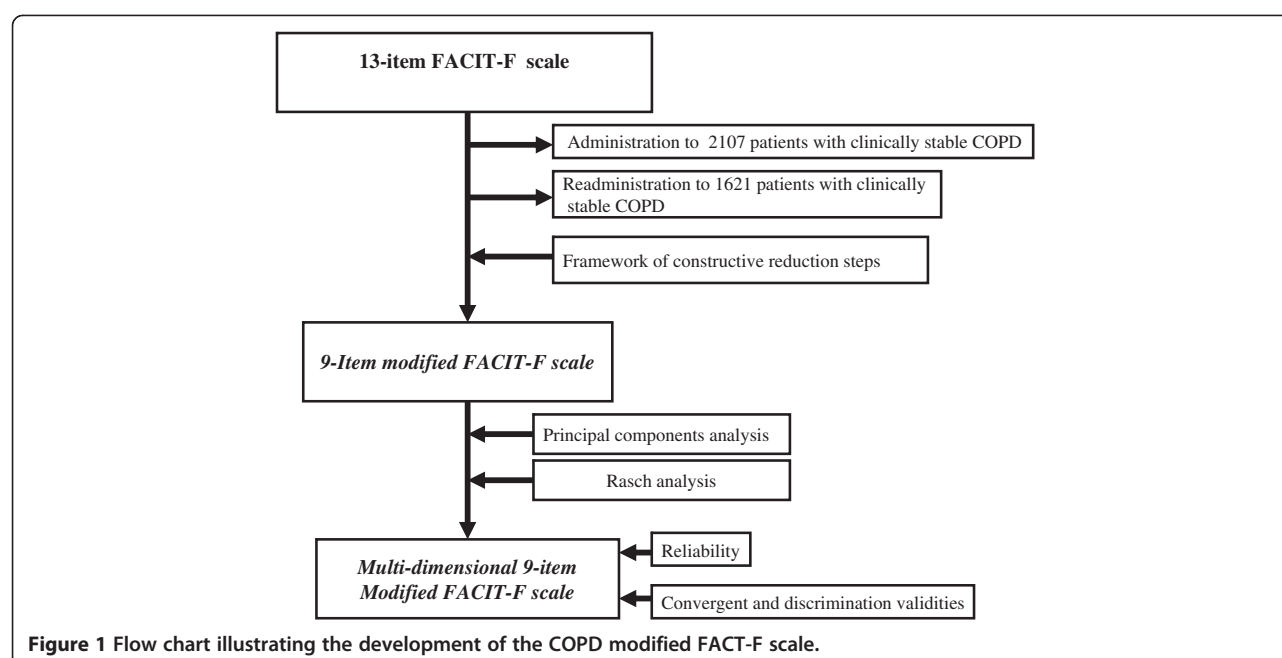 13-item FACIT-F scale
Administration to 2107 patients with clinically stable COPD
Readministration to 1621 patients with clinically
stable COPD
Framework of constructive reduction steps
9-Item modified FACIT-F scale
Principal components analysis
Rasch analysis
Multi-dimensional 9-item
Modified FACIT-F scale
Reliability
Convergent and discrimination validities
Figure 1 Flow chart illustrating the development of the COPD modified FACT-F scale.